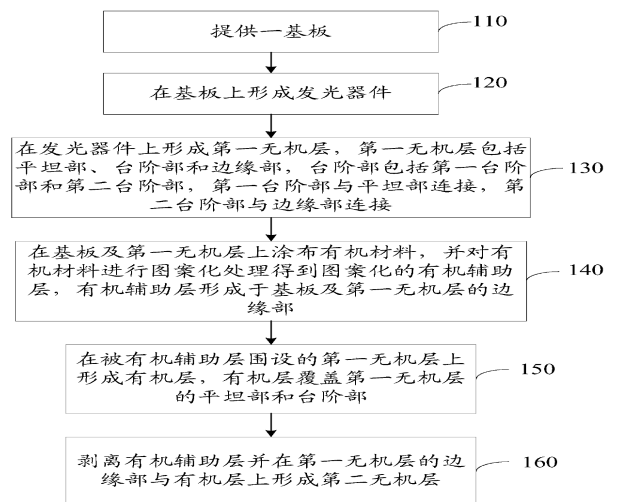 提供一基板
110
在基板上形成发光器件
120
在发光器件上形成第一无机层，第一无机层包括
平坦部、台阶部和边缘部，台阶部包括第一台阶
部和第二台阶部，第一台阶部与平坦部连接，第
二台阶部与边缘部连接
130
在基板及第一无机层上涂布有机材料，并对有
机材料进行图案化处理得到图案化的有机辅助
层，有机辅助层形成于基板及第一无机层的边
缘部
140
在被有机辅助层围设的第一无机层上
形成有机层，有机层覆盖第一无机层
的平坦部和台阶部
150
剥离有机辅助层并在第一无机层的边
缘部与有机层上形成第二无机层
160